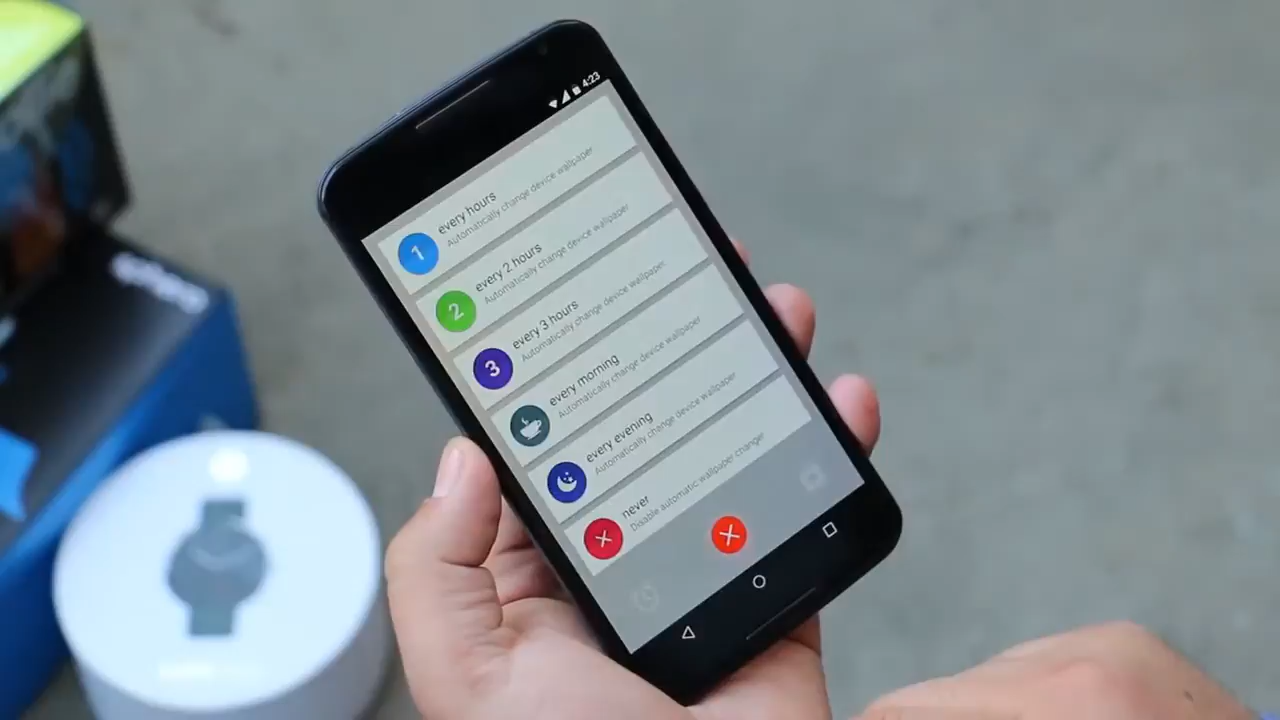 4:23
1
every hours
Automatically change device wallpaper
2
every 2 hours
Automatically change device wallpaper
3
every 3 hours
Automatically change device wallpaper
every morning
Automatically change device wallpaper
every evening
Automatically change device wallpaper
never
Disable automatic wallpaper changer